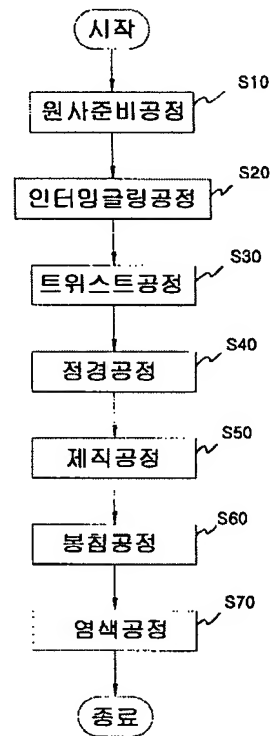 시작
S10
원사준비공정
S20
인터밍글링공정
S30
트위스트공정
S40
정경공정
S50
제직공정
S60
봉침공정
S70
염색공정
종료